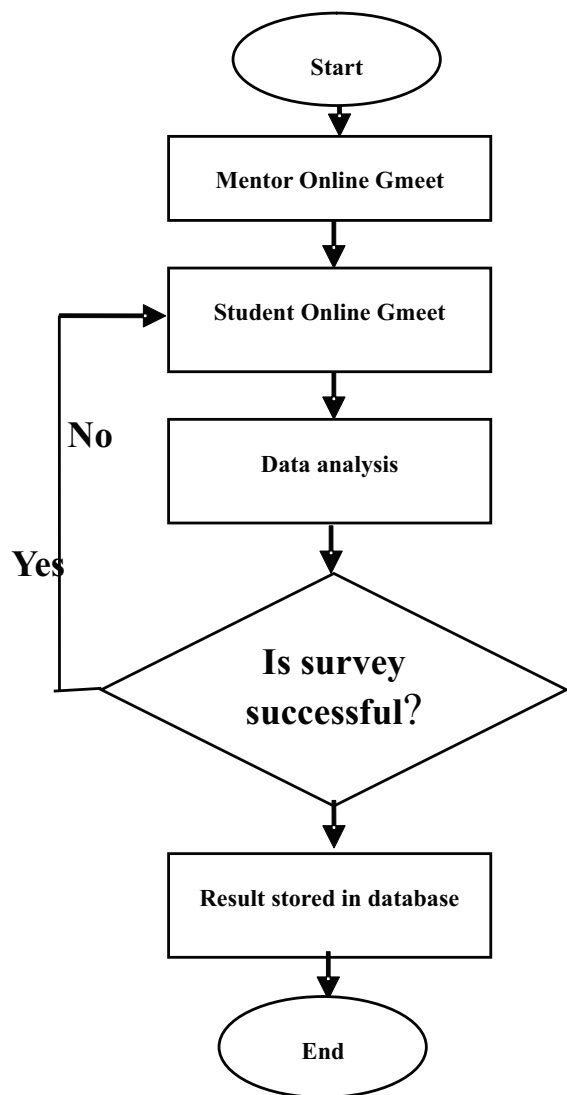 Start
Mentor Online Gmeet
Student Online Gmeet
No
Data analysis
Yes
Is survey
successful?
Result stored in database
End